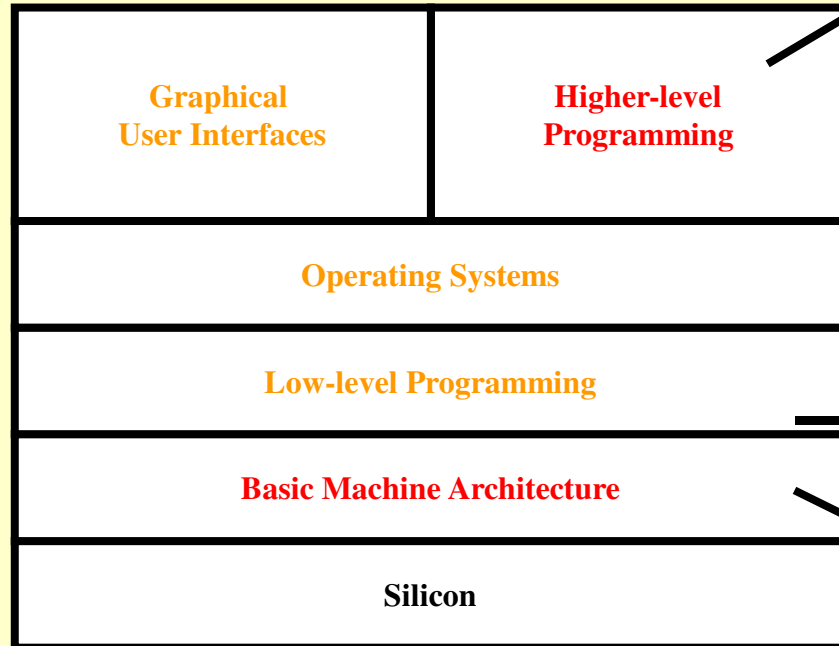 Graphical
User Interfaces
Higher-level
Programming
Operating Systems
Low-level Programming
Basic Machine Architecture
Silicon